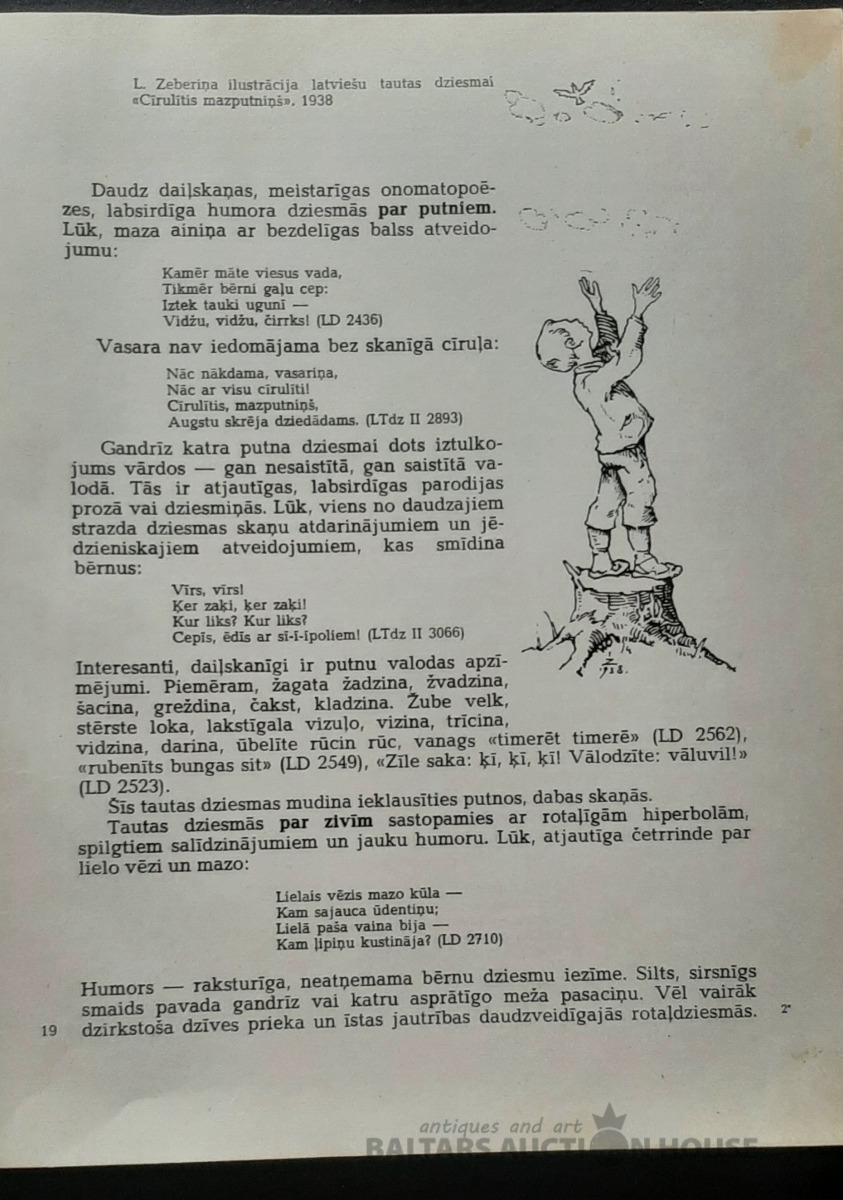 L. Zeberiņa ilustrācija latviešu tautas dziesmai
«Cīrulītis mazputniņš». 1938
Daudz daiļskaņas, meistarīgas onomatopoē-
zes, labsirdīga humora dziesmās par putniem.
Lūk, maza ainiņa ar bezdelīgas balss atveido-
jumu:
Kamēr māte viesus vada,
Tikmēr bērni gaļu cep:
Iztek tauki ugunī —
Vidžu, vidžu, čirrks! (LD 2436)
Vasara nav iedomājama bez skanīgā cīruļa:
Nāc nākdama, vasariņa,
Nāc ar visu cīrulīti!
Cīrulītis, mazputniņš,
Augstu skrēja dziedādams. (LTdz II 2893)
Gandrīz katra putna dziesmai dots iztulko-
jums vārdos — gan nesaistītā, gan saistītā va-
lodā. Tās ir atjautīgas, labsirdīgas parodijas
prozā vai dziesmiņās. Lūk, viens no daudzajiem
strazda dziesmas skaņu atdarinājumiem un jē-
dzieniskajiem atveidojumiem, kas smīdina
bērnus:
Vīrs, vīrs!
Ķer zaķi, ķer zaķi!
Kur liks? Kur liks?
Cepīs, ēdīs ar sī-ī-īpoliem! (LTdz II 3066)
Interesanti, daiļskanīgi ir putnu valodas apzī-
mējumi. Piemēram, žagata žadzina, žvadzina,
šacina, greždina, čakst, kladzina. Žube velk,
stērste loka, lakstīgala vizuļo, vizina, trīcina,
vidzina, darina, ūbelīte rūcin rūc, vanags «timerēt timerē» (LD 2562),
«rubenīts bungas sit» (LD 2549), «Zīle saka: ķī, ķī, ķī! Vālodzīte: vāluvil!»
(LD 2523).
Šīs tautas dziesmas mudina ieklausīties putnos, dabas skaņās.
Tautas dziesmās par zivīm sastopamies ar rotaļīgām hiperbolām,
spilgtiem salīdzinājumiem un jauku humoru. Lūk, atjautīga četrrinde par
lielo vēzi un mazo:
Lielais vēzis mazo kūla —
Kam sajauca ūdentiņu;
Lielā paša vaina bija —
Kam ļipiņu kustināja? (LD 2710)
Humors — raksturīga, neatņemama bērnu dziesmu iezīme. Silts, sirsnīgs
smaids pavada gandrīz vai katru asprātīgo meža pasaciņu. Vēl vairāk
dzirkstoša dzīves prieka un īstas jautrības daudzveidīgajās rotaļdziesmās.
19
2*
antiques and art
BALTARS AUCTION HOUSE